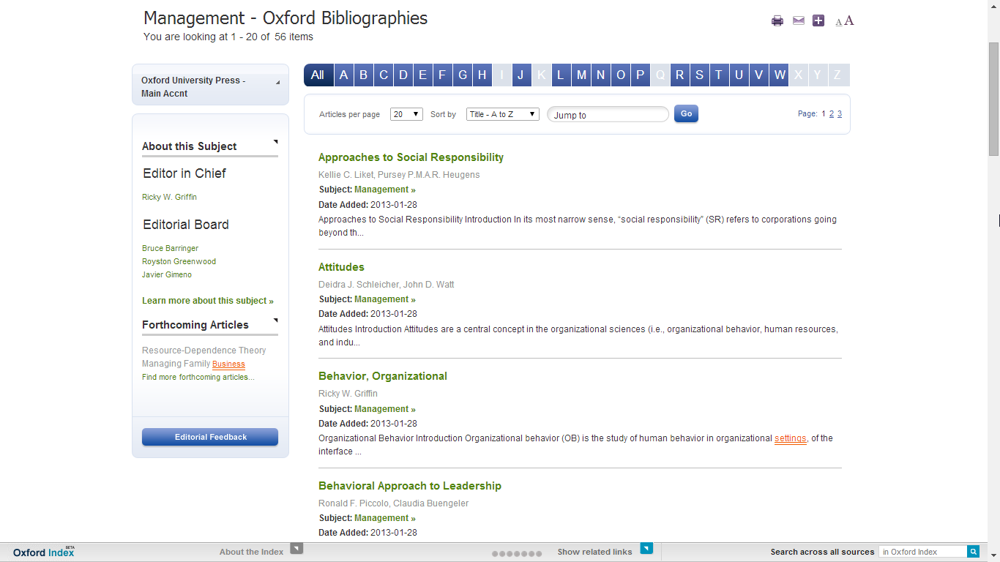 Management - Oxford Bibliographies
You are looking at 1 - 20 of 56 items
A A
Oxford University Press -
Main Accnt
About this Subject
Editor in Chief
Ricky W. Griffin
Editorial Board
Bruce Barringer
Royston Greenwood
Javier Gimeno
Learn more about this subject »
Forthcoming Articles
Resource-Dependence Theory
Managing Family Business
Find more forthcoming articles...
Editorial Feedback
All A B C D E F G H I J K L M N O P Q R S T U V W X Y Z
Articles per page 20 Sort by Title - A to Z Jump to Go Page: 1 2 3
Approaches to Social Responsibility
Kellie C. Liket, Pursey P.M.A.R. Heugens
Subject: Management »
Date Added: 2013-01-28
Approaches to Social Responsibility Introduction In its most narrow sense, “social responsibility” (SR) refers to corporations going
beyond th...
Attitudes
Deidra J. Schleicher, John D. Watt
Subject: Management »
Date Added: 2013-01-28
Attitudes Introduction Attitudes are a central concept in the organizational sciences (i.e., organizational behavior, human resources,
and indu...
Behavior, Organizational
Ricky W. Griffin
Subject: Management »
Date Added: 2013-01-28
Organizational Behavior Introduction Organizational behavior (OB) is the study of human behavior in organizational settings, of the
interface ...
Behavioral Approach to Leadership
Ronald F. Piccolo, Claudia Buengeler
Subject: Management »
Date Added: 2013-01-28
Oxford Index BETA About the Index Show related links Search across all sources in Oxford Index